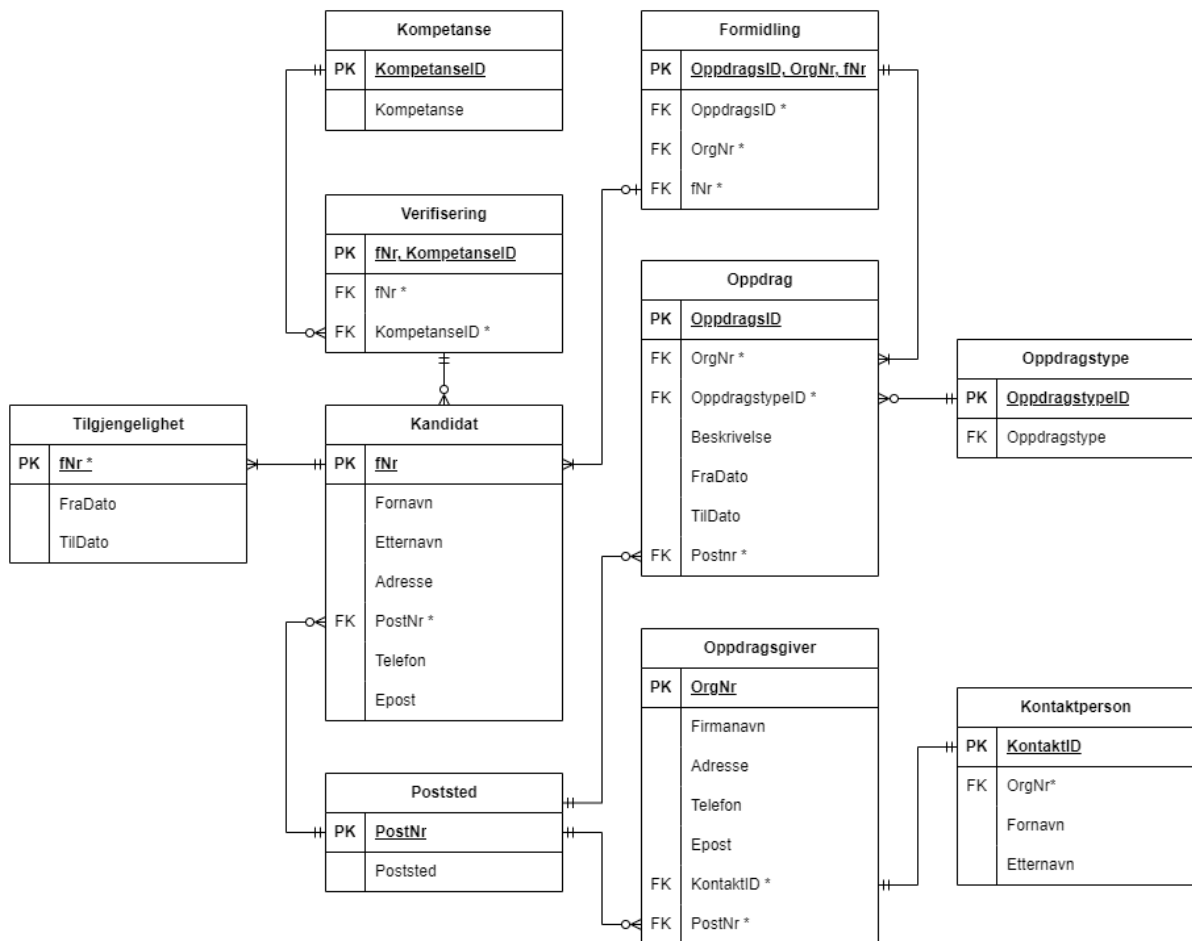 Kompetanse
PK KompetanseID
Kompetanse
Verifisering
PK fNr, KompetanseID
FK fNr *
FK KompetanseID *
Tilgjengelighet
PK fNr *
FraDato
TilDato
Kandidat
PK fNr
Fornavn
Etternavn
Adresse
FK PostNr *
Telefon
Epost
Poststed
PK PostNr
Poststed
Formidling
PK OppdragsID, OrgNr, fNr
FK OppdragsID *
FK OrgNr *
FK fNr *
Oppdrag
PK OppdragsID
FK OrgNr *
FK OppdragstypeID *
Beskrivelse
FraDato
TilDato
FK Postnr *
Oppdragstype
PK OppdragstypeID
FK Oppdragstype
Oppdragsgiver
PK OrgNr
Firmanavn
Adresse
Telefon
Epost
FK KontaktID *
FK PostNr *
Kontaktperson
PK KontaktID
FK OrgNr*
Fornavn
Etternavn